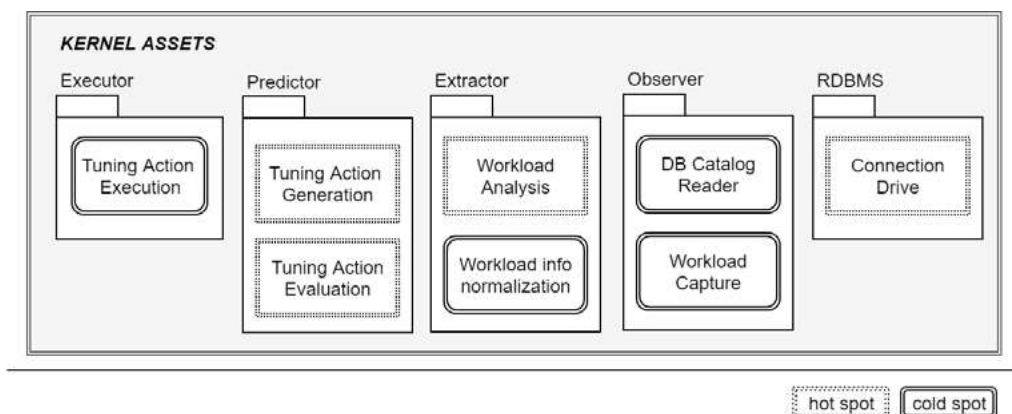 KERNEL ASSETS
Executor
Tuning Action
Execution
Predictor
Tuning Action
Generation
Tuning Action
Evaluation
Extractor
Workload
Analysis
Workload info
normalization
Observer
DB Catalog
Reader
Workload
Capture
RDBMS
Connection
Drive
hot spot
cold spot